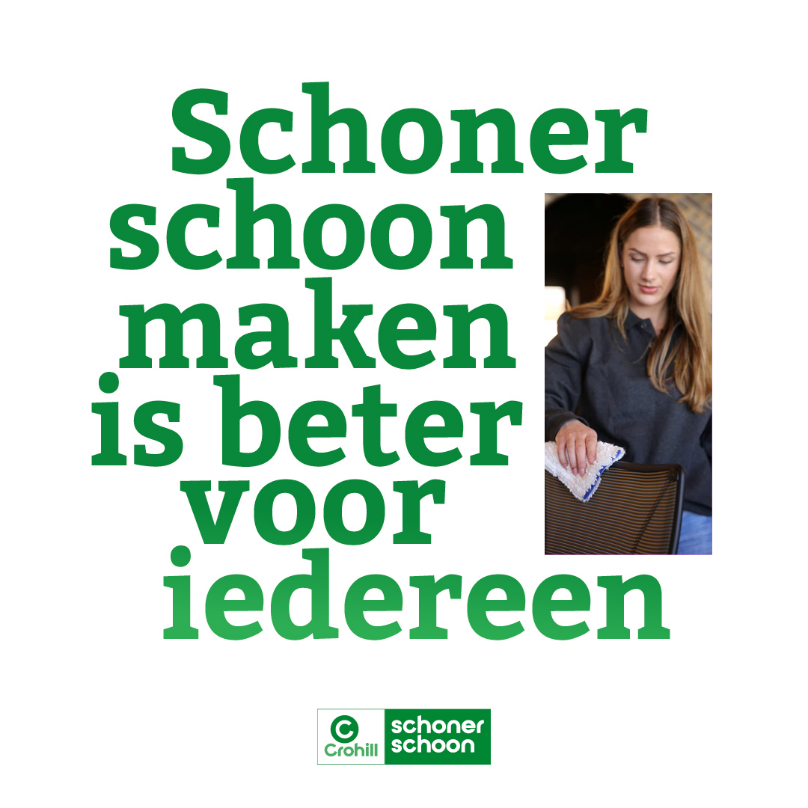 Schoner
schoon
maken
is beter
voor
iedereen
C
Crohill
schoner
schoon